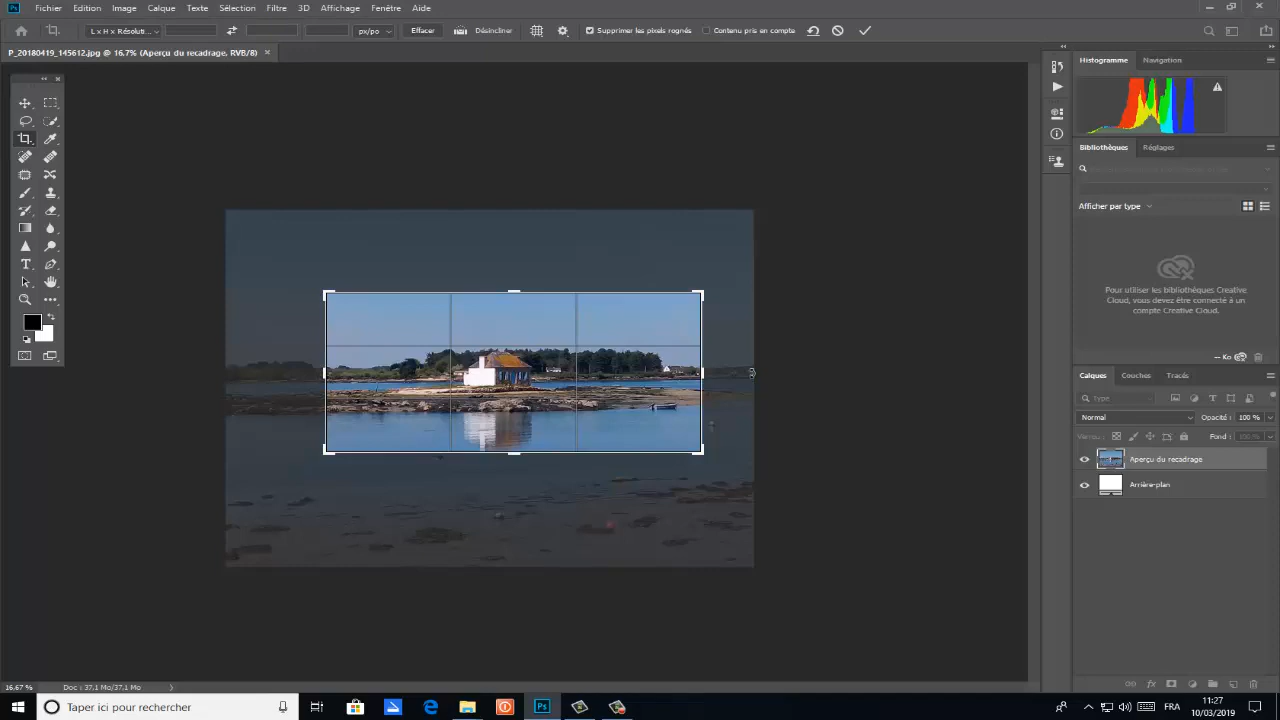 Ps Fichier Edition Image Calque Texte Sélection Filtre 3D Affichage Fenêtre Aide
L x H x Résoluti... px/po Effacer Désincliner Supprimer les pixels rognés Contenu pris en compte
P_20180419_145612.jpg @ 16.7% (Aperçu du recadrage, RVB/8) ×
Histogramme Navigation
Bibliothèques Réglages
Afficher par type
Pour utiliser les bibliothèques Creative
Cloud, vous devez être connecté à un
compte Creative Cloud.
-- Ko
Calques Couches Tracés
Type
Normal Opacité : 100 %
Verrou : Fond : 100 %
Aperçu du recadrage
Arrière-plan
16.67 % Doc : 37,1 Mo/37,1 Mo
Taper ici pour rechercher
Ps
FRA
11:27
10/03/2019